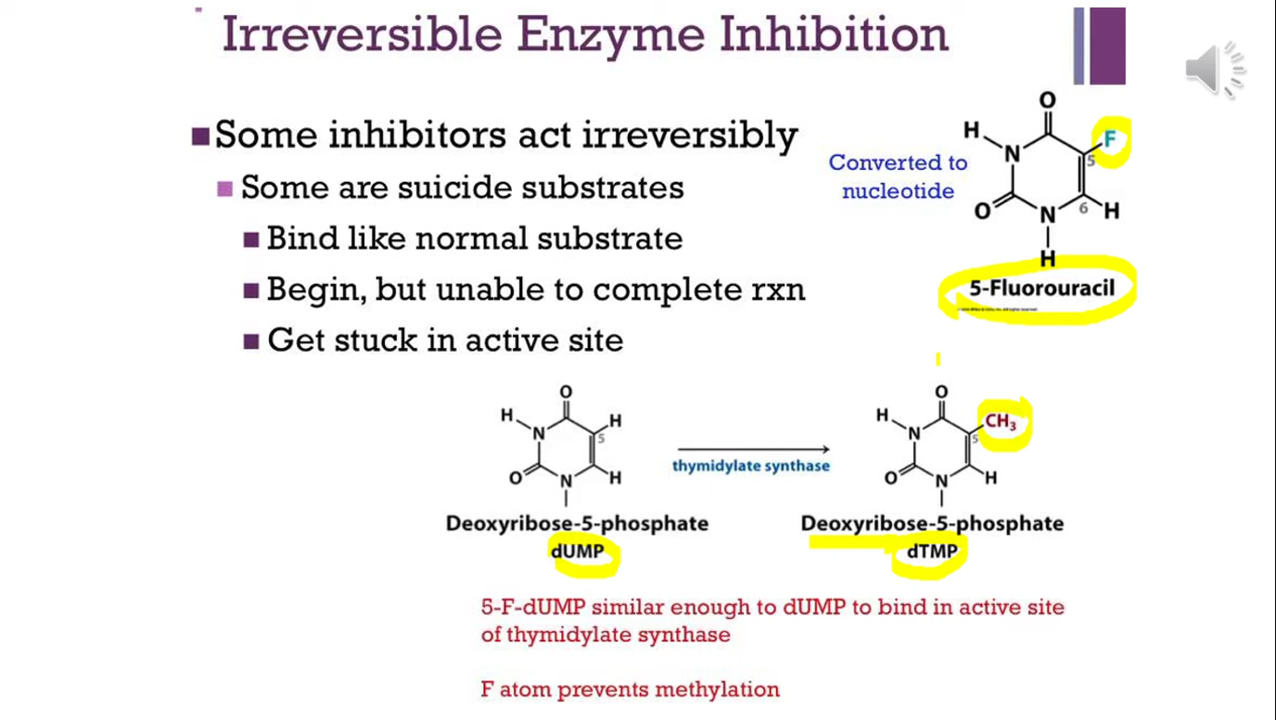 Irreversible Enzyme Inhibition
Some inhibitors act irreversibly
Some are suicide substrates
Bind like normal substrate
Begin, but unable to complete rxn
Get stuck in active site
Converted to
nucleotide
O
H
N
F
5
O
N
6
H
H
5-Fluorouracil
O
H
N
H
5
O
N
H
Deoxyribose-5-phosphate
dUMP
thymidylate synthase
O
H
N
CH₃
5
O
N
H
Deoxyribose-5-phosphate
dTMP
5-F-dUMP similar enough to dUMP to bind in active site
of thymidylate synthase
F atom prevents methylation